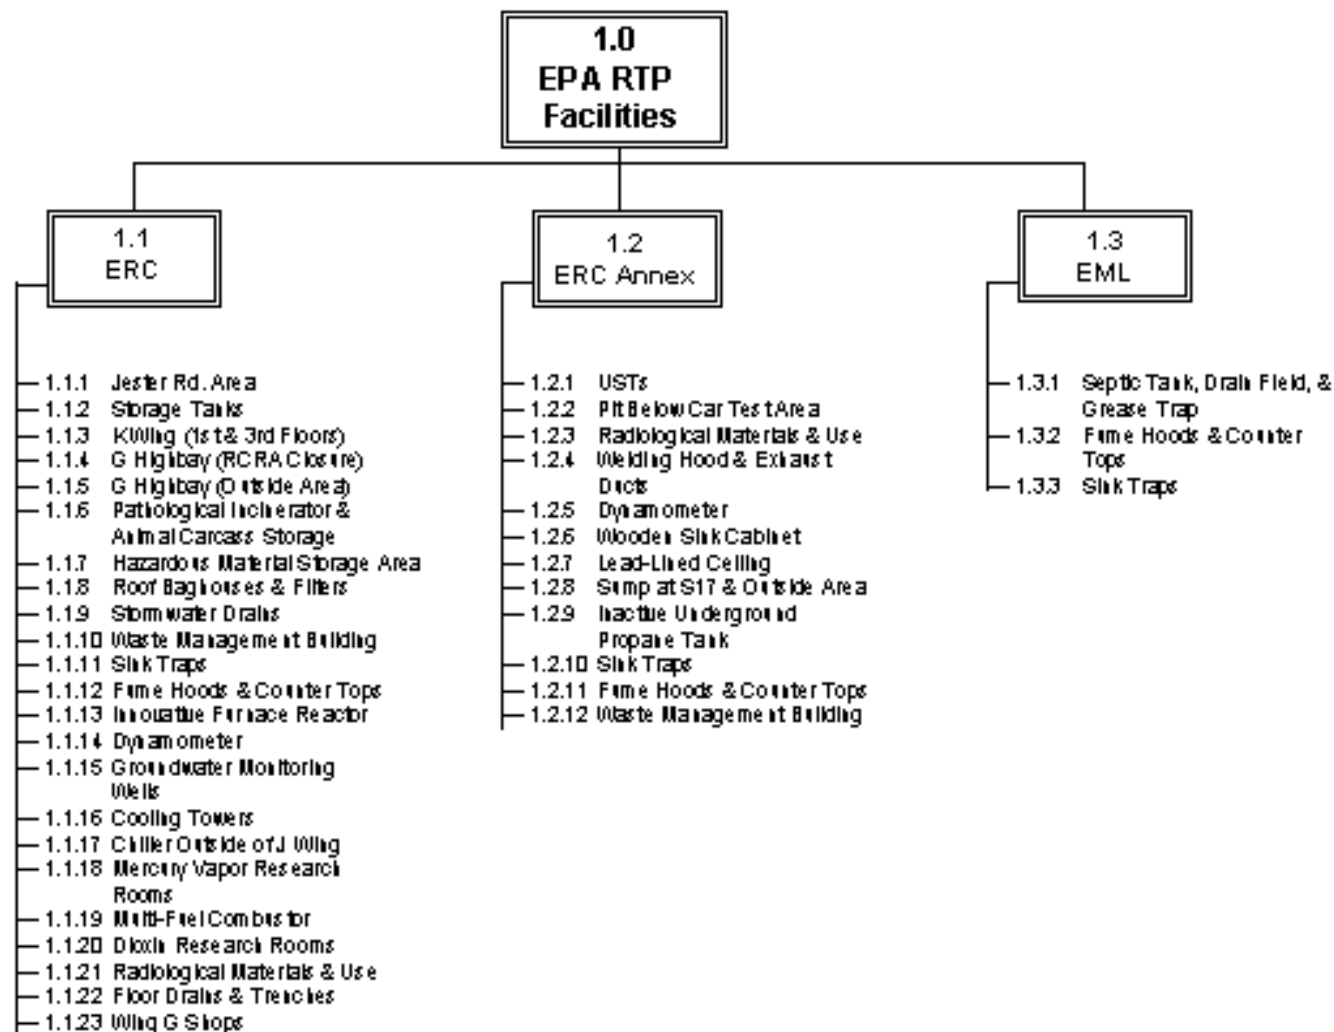 1.0
EPA RTP
Facilities
1.1
ERC
1.1.1 Jester Rd. Area
1.1.2 Storage Tanks
1.1.3 K Wing (1st & 3rd Floors)
1.1.4 G Highbay (RCRA Closure)
1.1.5 G Highbay (Outside Area)
1.1.6 Pathological Incinerator &
Animal Carcass Storage
1.1.7 Hazardous Material Storage Area
1.1.8 Roof Baghouses & Filters
1.1.9 Stormwater Drains
1.1.10 Waste Management Building
1.1.11 Sink Traps
1.1.12 Fume Hoods & Counter Tops
1.1.13 Innovative Furnace Reactor
1.1.14 Dynamometer
1.1.15 Groundwater Monitoring
Wells
1.1.16 Cooling Towers
1.1.17 Chiller Outside of J Wing
1.1.18 Mercury Vapor Research
Rooms
1.1.19 Multi-Fuel Combustor
1.1.20 Dioxin Research Rooms
1.1.21 Radiological Materials & Use
1.1.22 Floor Drains & Trenches
1.1.23 Wing G Shops
1.2
ERC Annex
1.2.1 USTs
1.2.2 Pit Below Car Test Area
1.2.3 Radiological Materials & Use
1.2.4 Welding Hood & Exhaust
Ducts
1.2.5 Dynamometer
1.2.6 Wooden Sink Cabinet
1.2.7 Lead-Lined Ceiling
1.2.8 Sump at S17 & Outside Area
1.2.9 Inactive Underground
Propane Tank
1.2.10 Sink Traps
1.2.11 Fume Hoods & Counter Tops
1.2.12 Waste Management Building
1.3
EML
1.3.1 Septic Tank, Drain Field, &
Grease Trap
1.3.2 Fume Hoods & Counter
Tops
1.3.3 Sink Traps